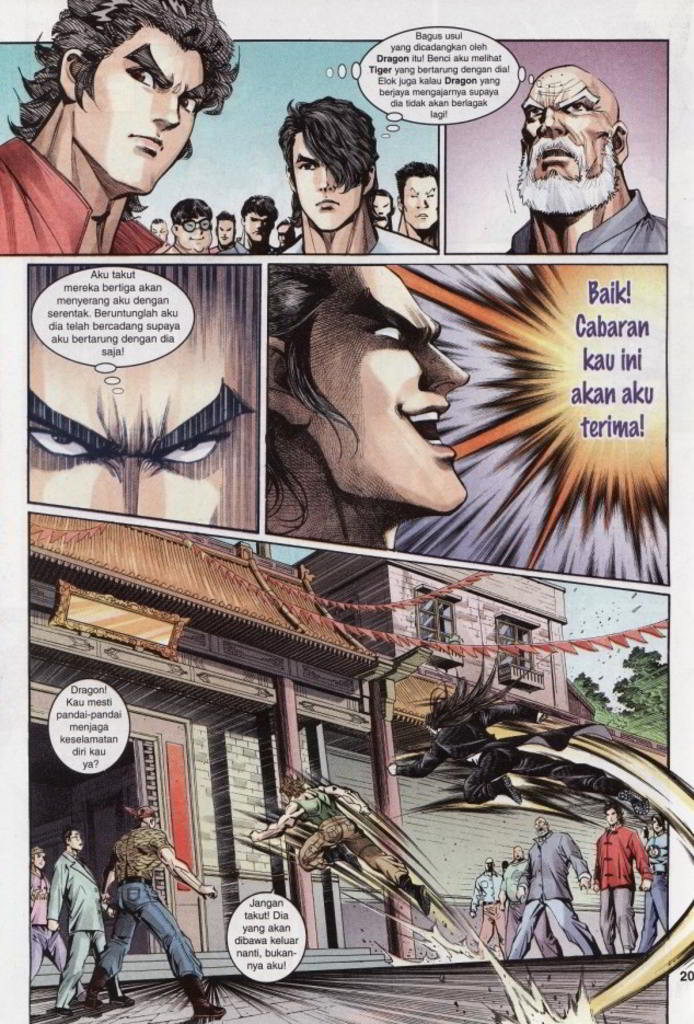 Bagus usul
yang dicadangkan oleh
Dragon itu! Benci aku melihat
Tiger yang bertarung dengan dia!
Elok juga kalau Dragon yang
berjaya mengajarnya supaya
dia tidak akan berlagak
lagi!
Aku takut
mereka bertiga akan
menyerang aku dengan
serentak. Beruntunglah aku
dia telah bercadang supaya
aku bertarung dengan dia
saja!
Baik!
Cabaran
kau ini
akan aku
terima!
Dragon!
Kau mesti
pandai-pandai
menjaga
keselamatan
diri kau
ya?
Jangan
takut! Dia
yang akan
dibawa keluar
nanti, bukan-
nya aku!
20